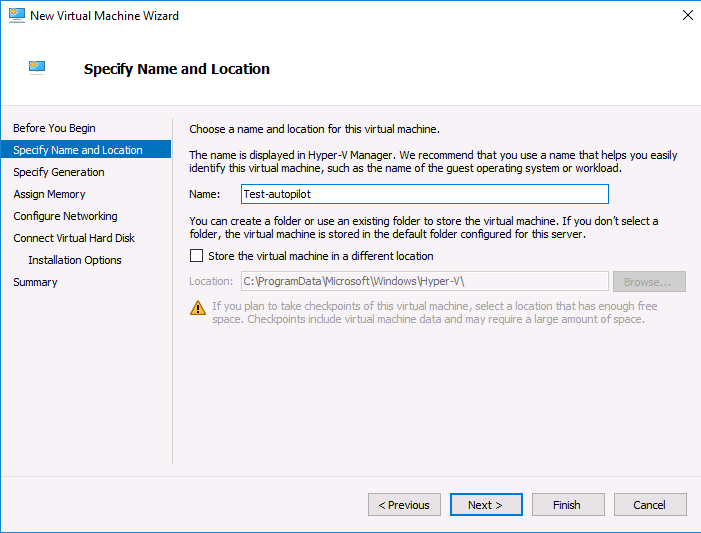 New Virtual Machine Wizard
Specify Name and Location
Before You Begin
Specify Name and Location
Specify Generation
Assign Memory
Configure Networking
Connect Virtual Hard Disk
Installation Options
Summary
Choose a name and location for this virtual machine.
The name is displayed in Hyper-V Manager. We recommend that you use a name that helps you easily
identify this virtual machine, such as the name of the guest operating system or workload.
Name: Test-autopilot
You can create a folder or use an existing folder to store the virtual machine. If you don't select a
folder, the virtual machine is stored in the default folder configured for this server.
Store the virtual machine in a different location
Location: C:\ProgramData\Microsoft\Windows\Hyper-V\ Browse...
If you plan to take checkpoints of this virtual machine, select a location that has enough free
space. Checkpoints include virtual machine data and may require a large amount of space.
< Previous Next > Finish Cancel